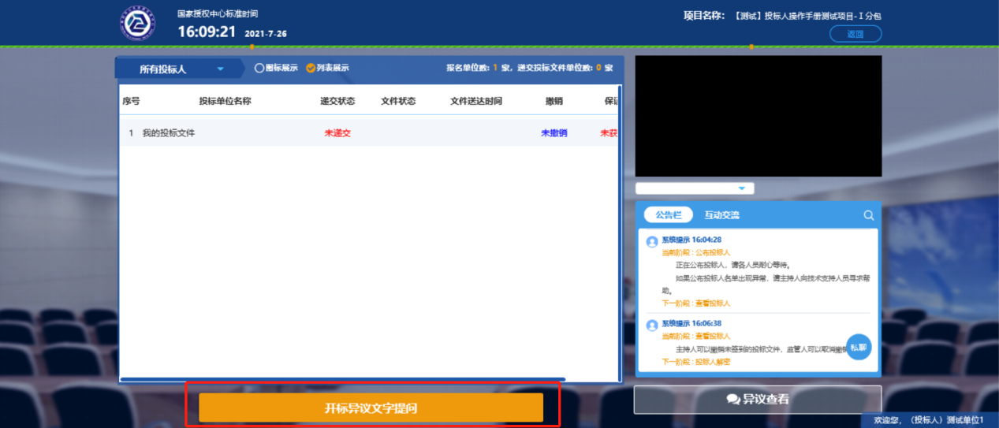 国家授权中心标准时间
16:09:21 2021-7-26
项目名称: 【测试】投标人操作手册测试项目-Ⅰ分包
返回
所有投标人 图标展示 列表展示 报名单位数: 1 家, 递交投标文件单位数: 0 家
序号 投标单位名称 递交状态 文件状态 文件送达时间 撤销 保证
1 我的投标文件 未递交 未撤销 未获
公告栏 互动交流
系统提示 16:04:28
当前阶段 : 公布投标人
正在公布投标人, 请各人员耐心等待。
如果公布投标人名单出现异常, 请主持人向技术支持人员寻求帮
助。
下一阶段 : 查看投标人
系统提示 16:06:38
当前阶段 : 查看投标人
主持人可以撤销未签到的投标文件, 监管人可以取消撤销
私聊
下一阶段 : 投标人解密
开标异议文字提问
异议查看
欢迎您, (投标人) 测试单位1